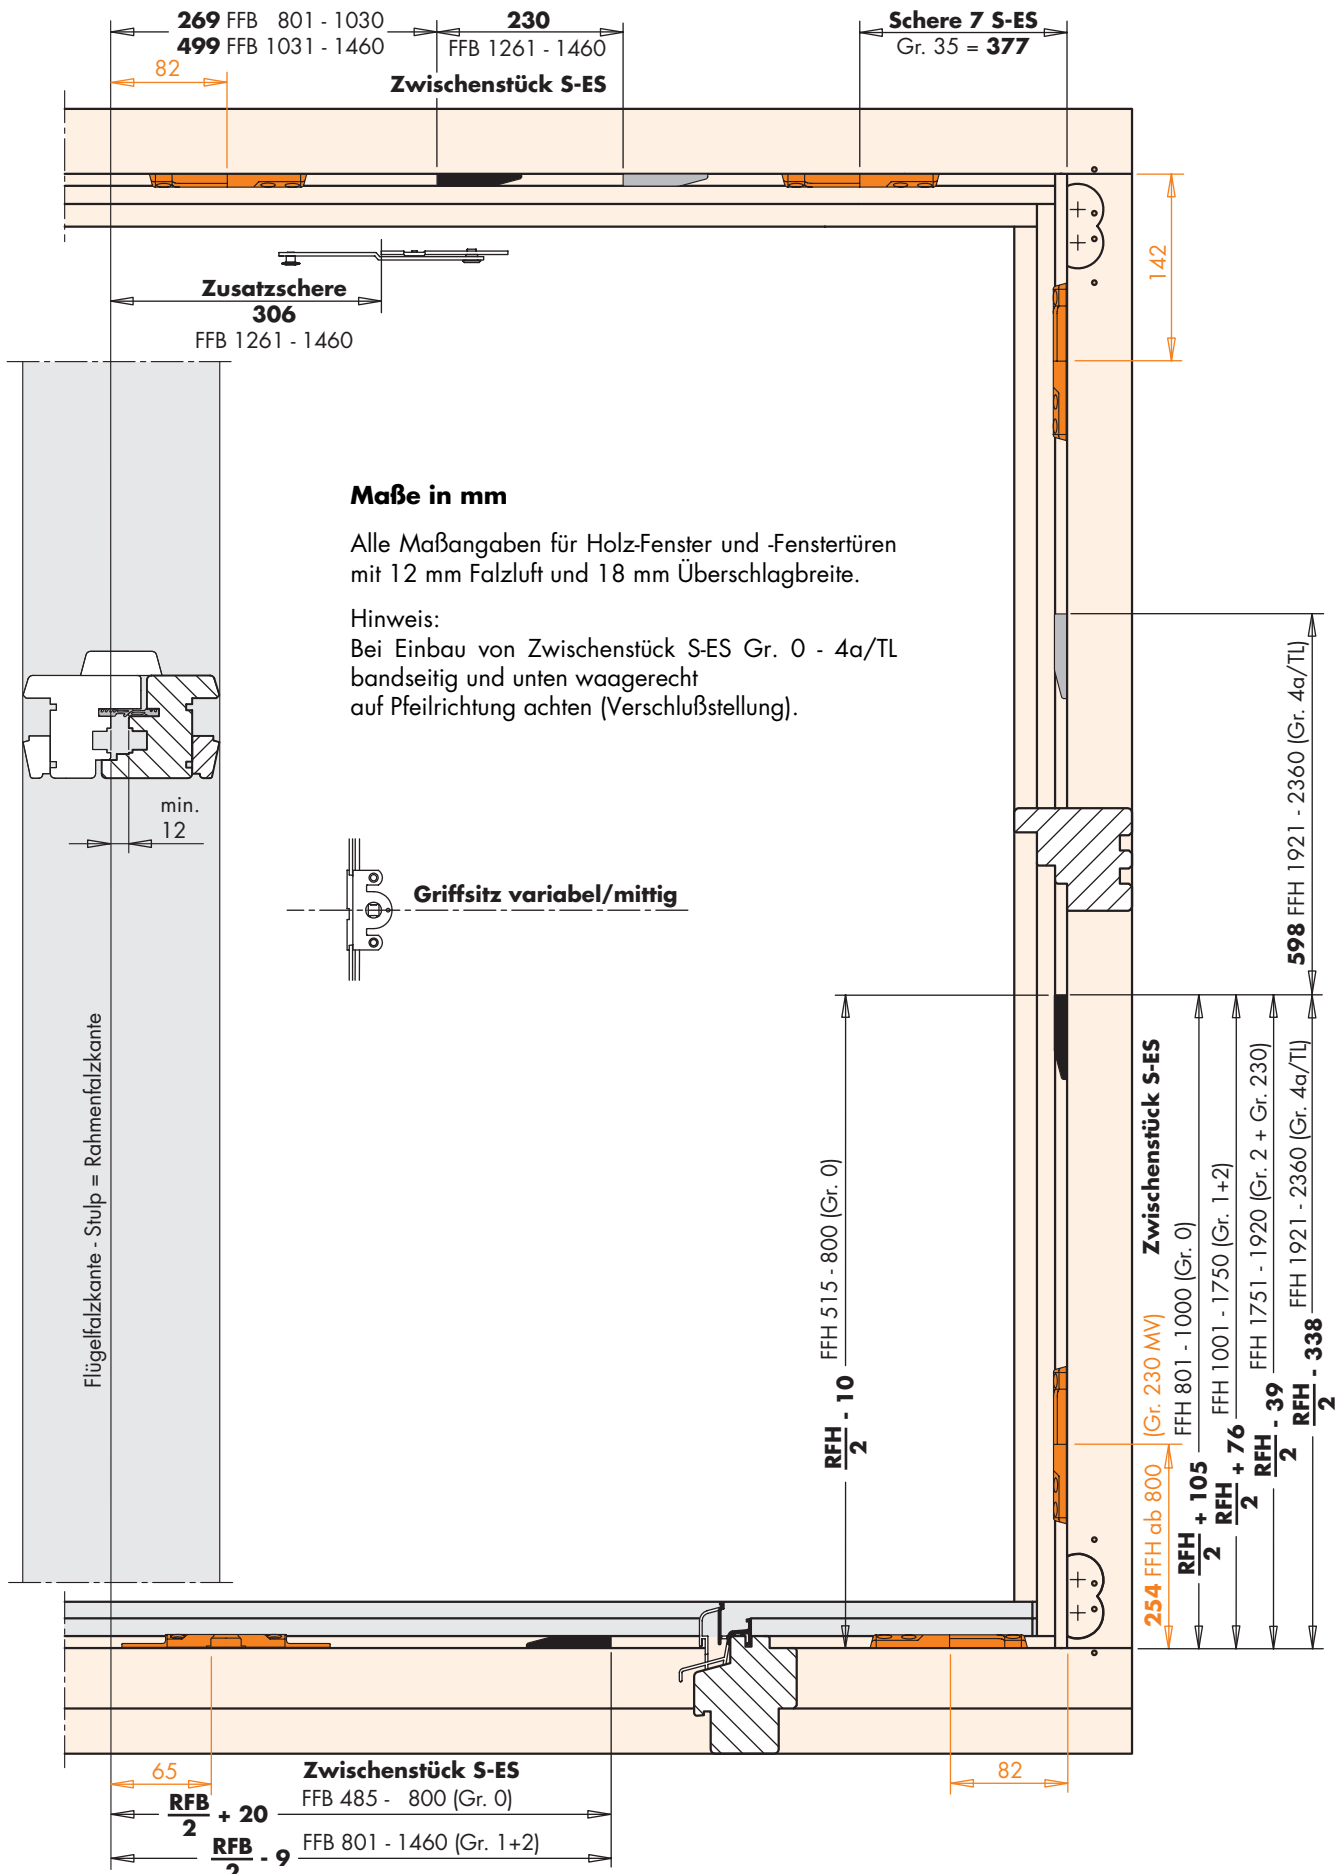 269 FFB 801 - 1030
499 FFB 1031 - 1460
230
FFB 1261 - 1460
Schere 7 S-ES
Gr. 35 = 377
82
Zwischenstück S-ES
142
Zusatzschere
306
FFB 1261 - 1460
Maße in mm
Alle Maßangaben für Holz-Fenster und -Fenstertüren
mit 12 mm Falzluft und 18 mm Überschlagbreite.
Hinweis:
Bei Einbau von Zwischenstück S-ES Gr. 0 - 4a/TL
bandseitig und unten waagerecht
auf Pfeilrichtung achten (Verschlußstellung).
min.
12
Griffsitz variabel/mittig
Flügelfalzkante - Stulp = Rahmenfalzkante
598 FFH 1921 - 2360 (Gr. 4a/TL)
RFH/2 - 10 FFH 515 - 800 (Gr. 0)
Zwischenstück S-ES
254 FFH ab 800 (Gr. 230 MV)
RFH/2 + 105 FFH 801 - 1000 (Gr. 0)
RFH/2 + 76 FFH 1001 - 1750 (Gr. 1+2)
RFH/2 - 39 FFH 1751 - 1920 (Gr. 2 + Gr. 230)
RFH/2 - 338 FFH 1921 - 2360 (Gr. 4a/TL)
65
82
Zwischenstück S-ES
RFB/2 + 20 FFB 485 - 800 (Gr. 0)
RFB/2 - 9 FFB 801 - 1460 (Gr. 1+2)